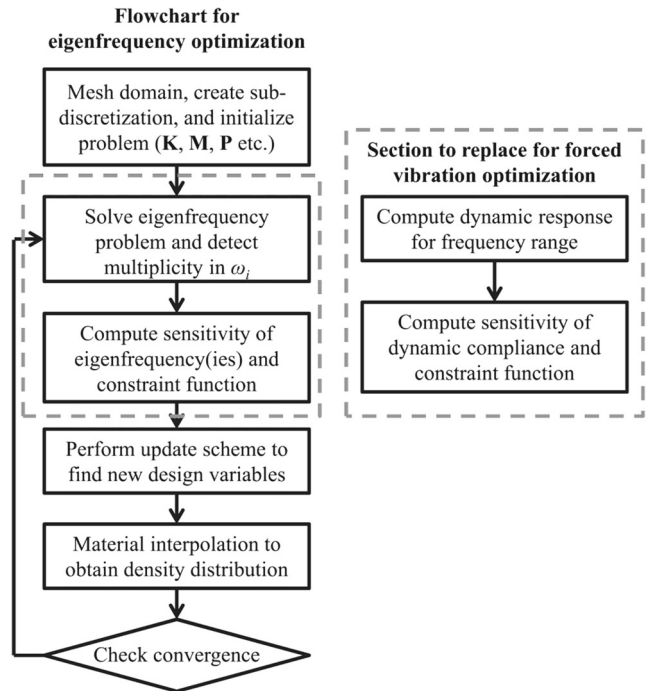 Flowchart for
eigenfrequency optimization
Mesh domain, create sub-
discretization, and initialize
problem (K, M, P etc.)
Solve eigenfrequency
problem and detect
multiplicity in ωi
Compute sensitivity of
eigenfrequency(ies) and
constraint function
Perform update scheme to
find new design variables
Material interpolation to
obtain density distribution
Check convergence
Section to replace for forced
vibration optimization
Compute dynamic response
for frequency range
Compute sensitivity of
dynamic compliance and
constraint function